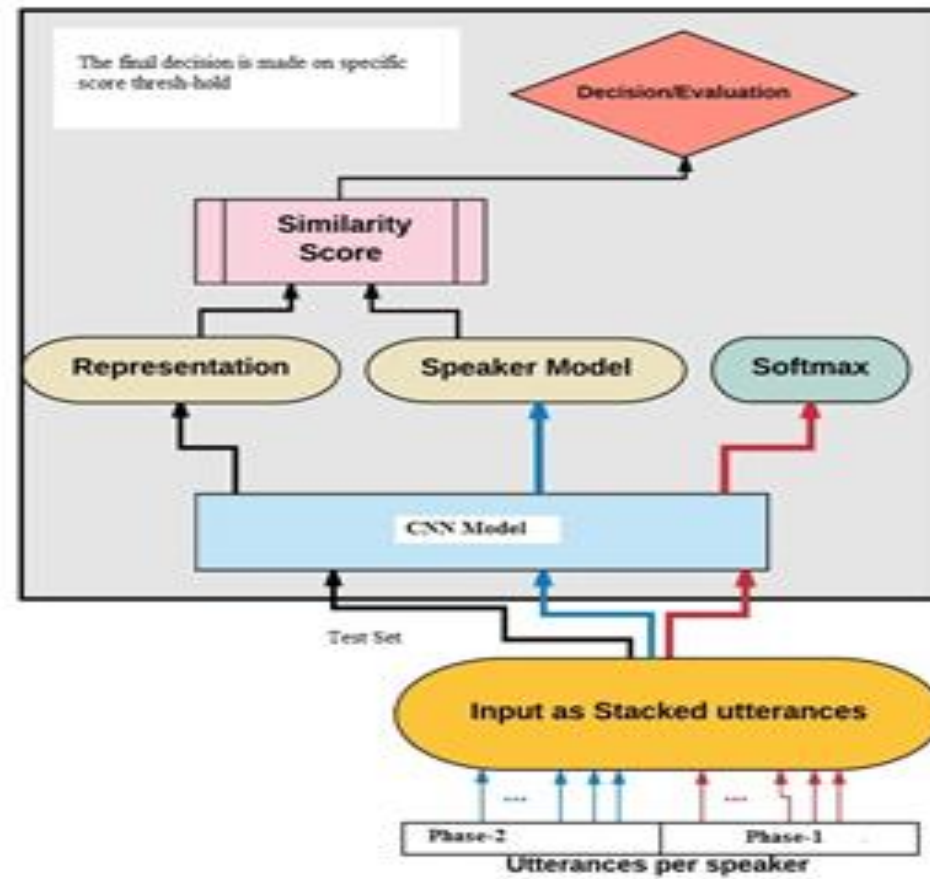 The final decision is made on specific
score thresh-hold
Decision/Evaluation
Similarity
Score
Representation
Speaker Model
Softmax
CNN Model
Test Set
Input as Stacked utterances
...
...
Phase-2
Phase-1
Utterances per speaker